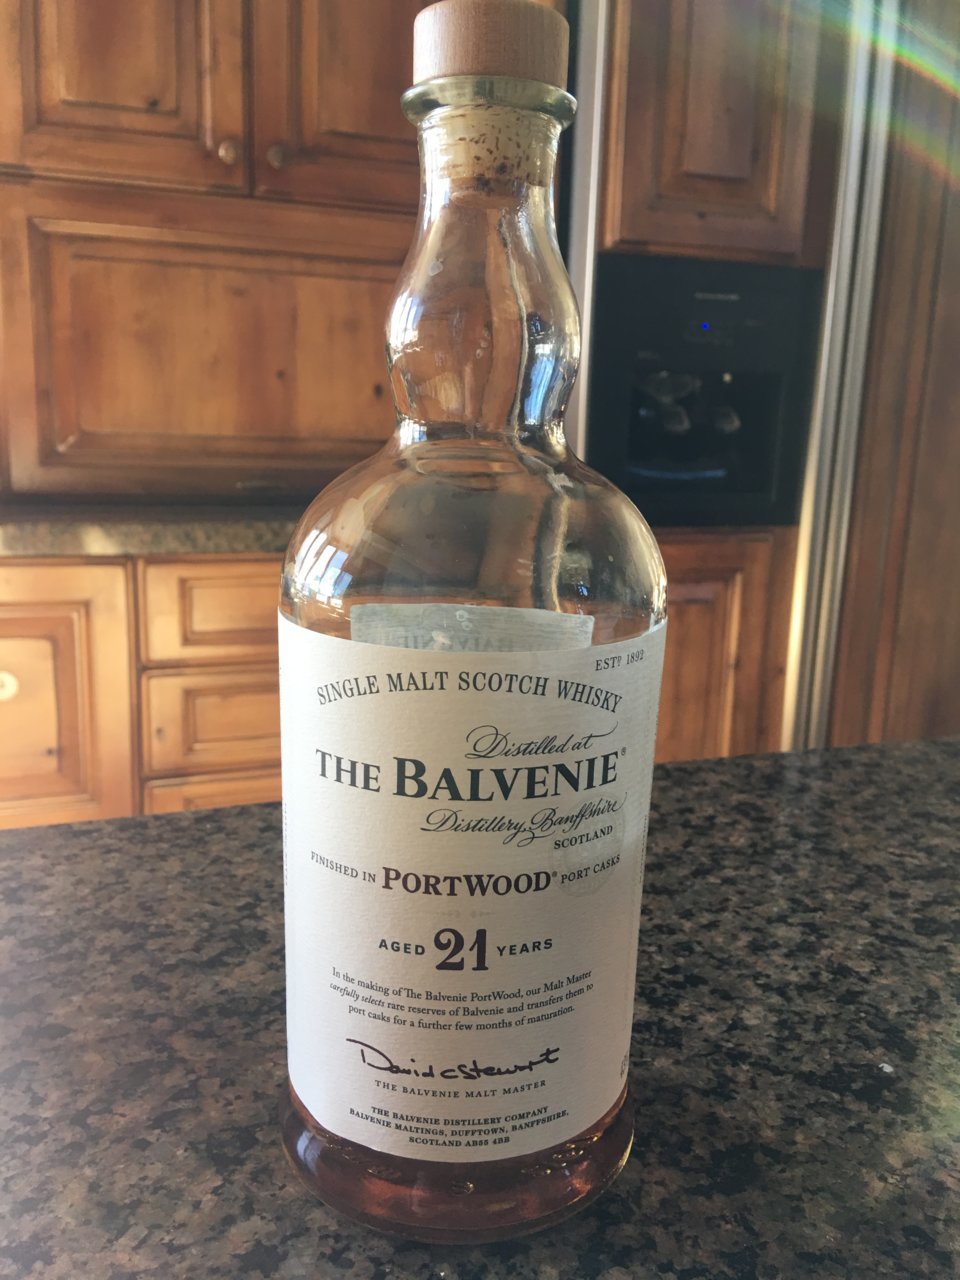 ESTD 1892
SINGLE MALT SCOTCH WHISKY
Distilled at
THE BALVENIE®
Distillery, Banffshire
SCOTLAND
FINISHED IN PORTWOOD® PORT CASKS
AGED 21 YEARS
In the making of The Balvenie PortWood, our Malt Master
carefully selects rare reserves of Balvenie and transfers them to
port casks for a further few months of maturation.
David C Stewart
THE BALVENIE MALT MASTER
THE BALVENIE DISTILLERY COMPANY
BALVENIE MALTINGS, DUFFTOWN, BANFFSHIRE,
SCOTLAND AB55 4BB